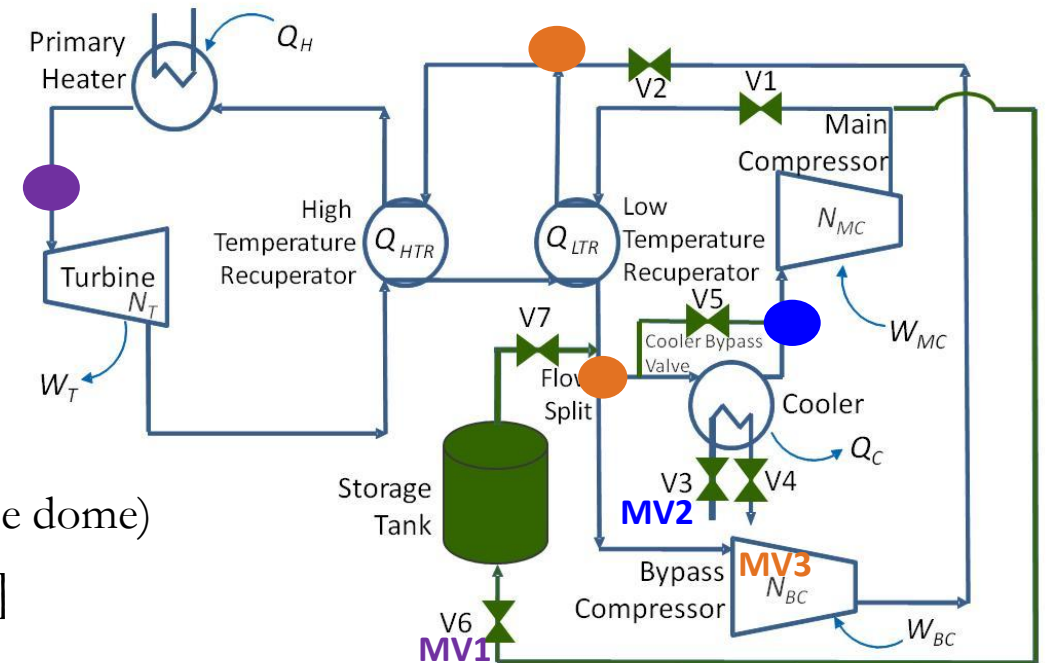 Primary
Heater
Q_H
V2
V1
Main
Compressor
N_MC
High
Temperature
Recuperator
Q_HTR
Q_LTR
Low
Temperature
Recuperator
Turbine
N_T
W_T
V5
Cooler Bypass
Valve
W_MC
V7
Flow
Split
Cooler
Q_C
Storage
Tank
V3
V4
MV2
e dome)
]
Bypass
Compressor
MV3
N_BC
V6
MV1
W_BC